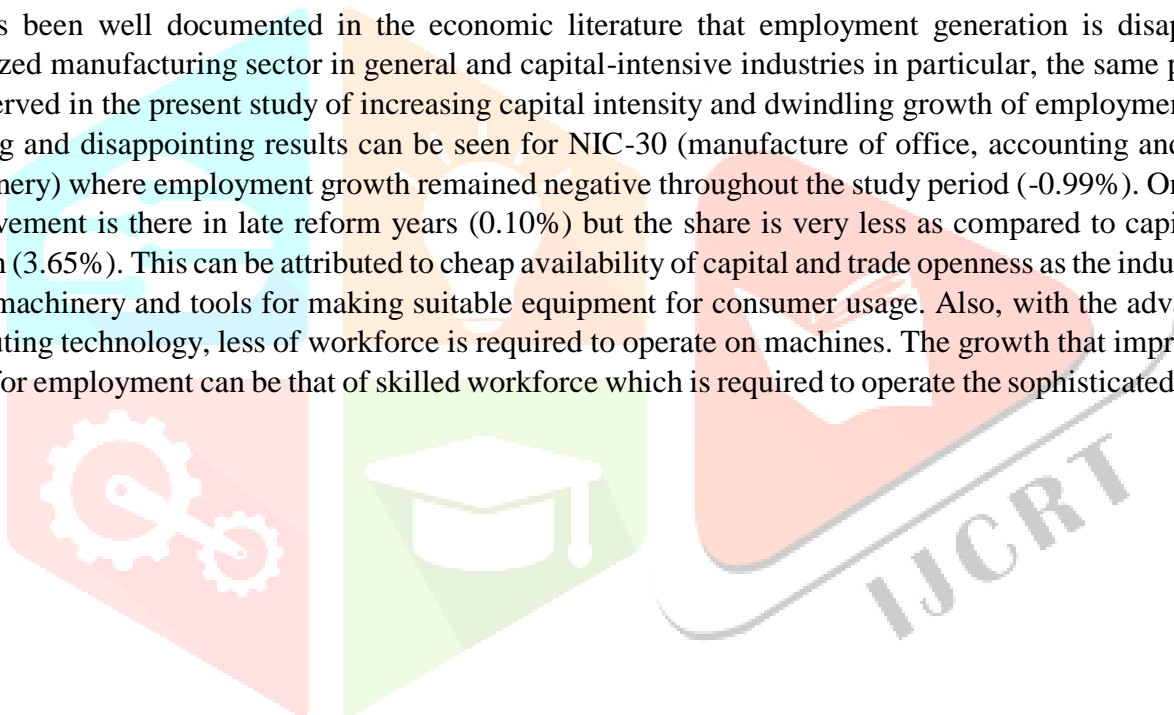 s been well documented in the economic literature that employment generation is disap
zed manufacturing sector in general and capital-intensive industries in particular, the same p
erved in the present study of increasing capital intensity and dwindling growth of employmen
g and disappointing results can be seen for NIC-30 (manufacture of office, accounting and
nery) where employment growth remained negative throughout the study period (-0.99%). On
vement is there in late reform years (0.10%) but the share is very less as compared to capi
n (3.65%). This can be attributed to cheap availability of capital and trade openness as the indu
machinery and tools for making suitable equipment for consumer usage. Also, with the adva
uting technology, less of workforce is required to operate on machines. The growth that impr
for employment can be that of skilled workforce which is required to operate the sophisticated
IJCRT